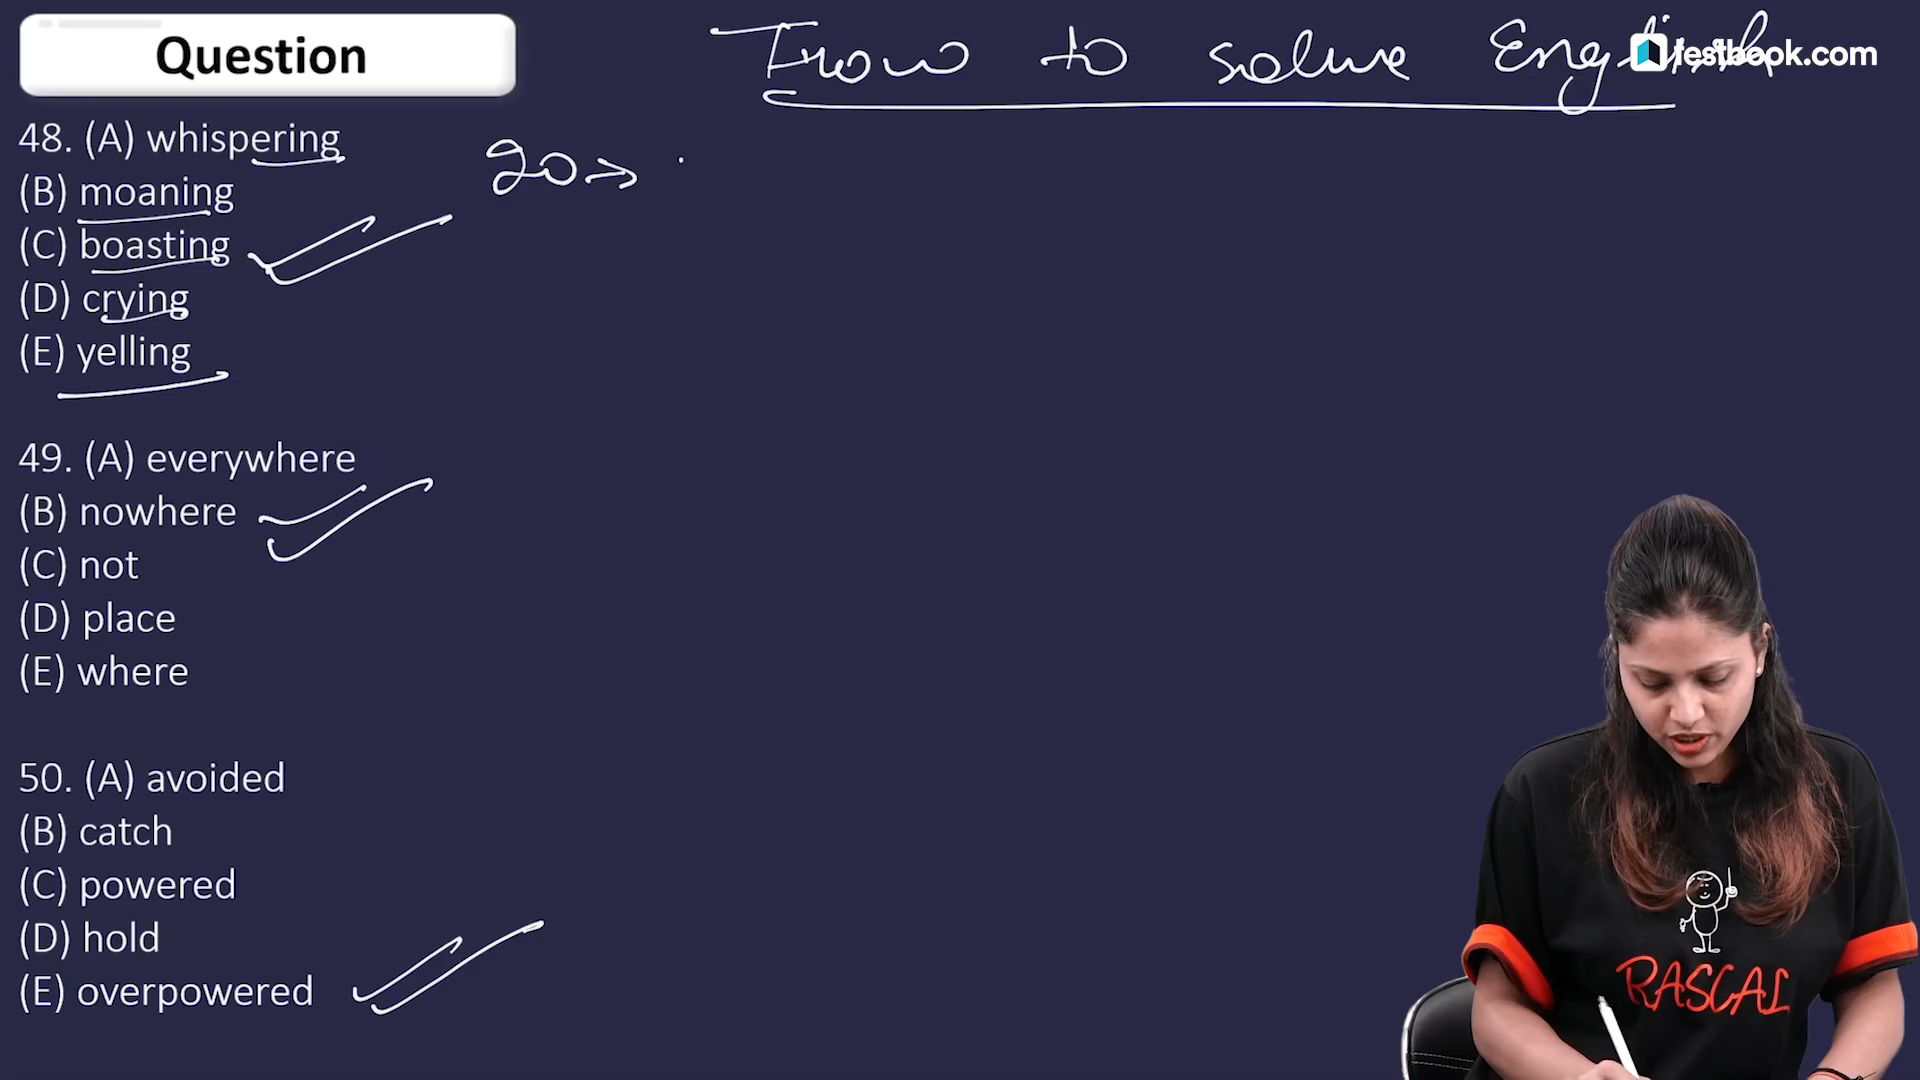 Question
How to solve English
testbook.com
48. (A) whispering
(B) moaning
(C) boasting
(D) crying
(E) yelling
20→
49. (A) everywhere
(B) nowhere
(C) not
(D) place
(E) where
50. (A) avoided
(B) catch
(C) powered
(D) hold
(E) overpowered
RASCAL